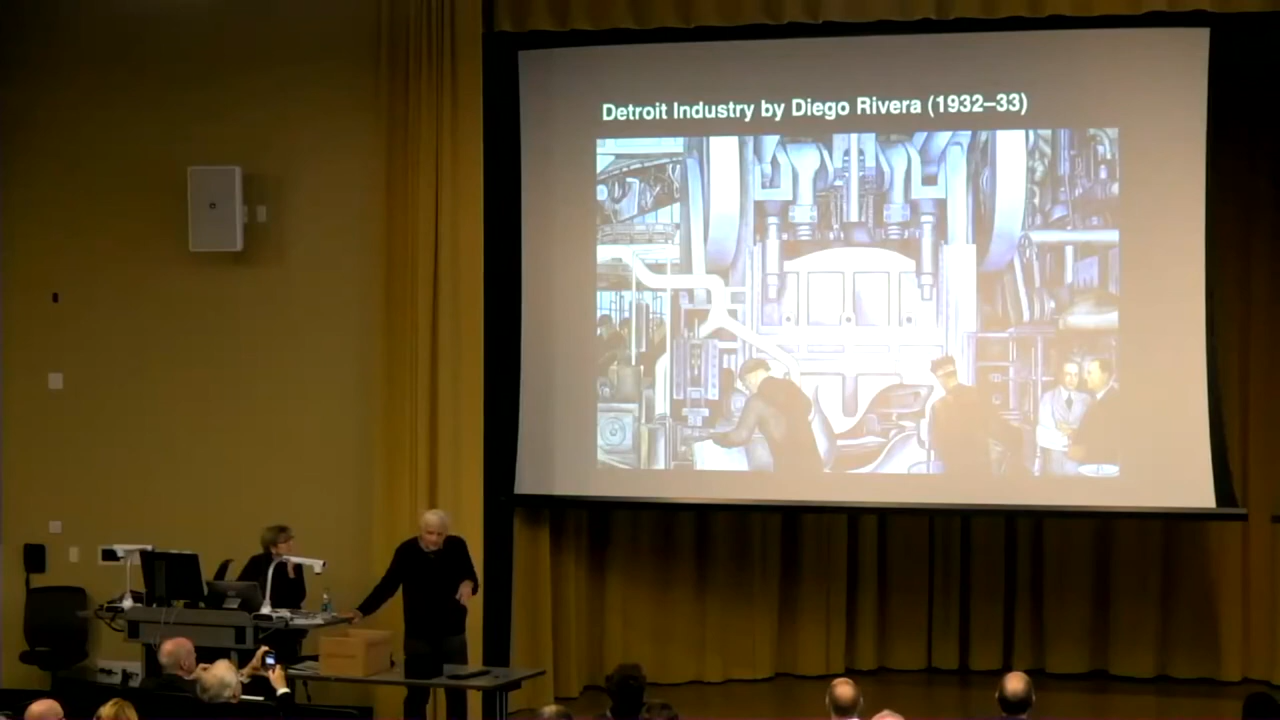 Detroit Industry by Diego Rivera (1932–33)